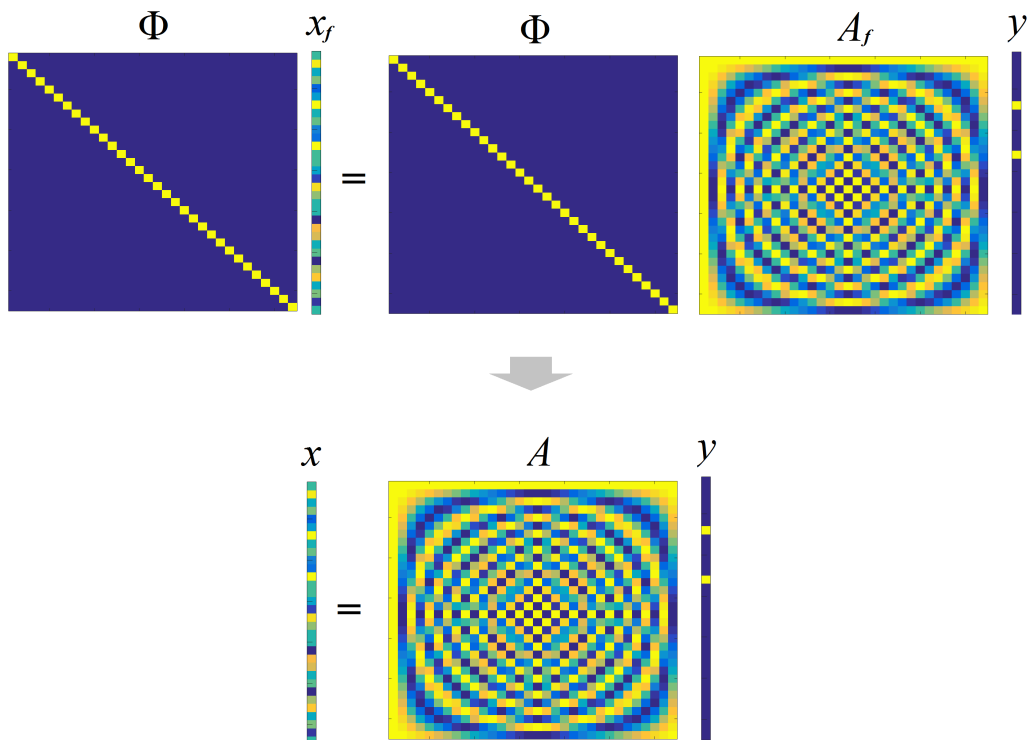 Φ x_f = Φ A_f y
x = A y